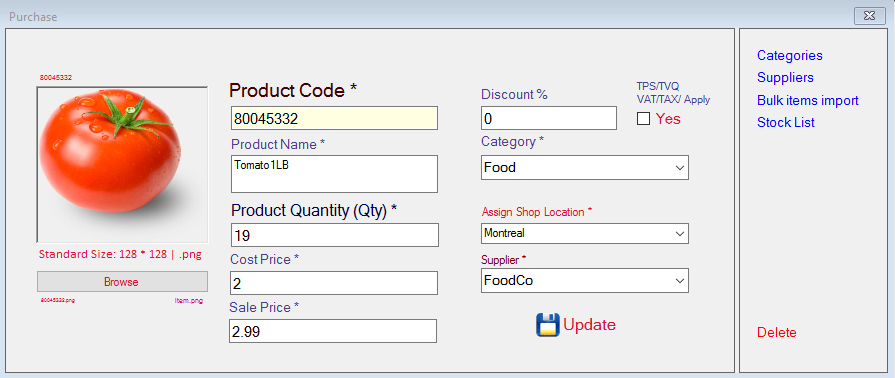 Purchase
80045332
Standard Size: 128 * 128 | .png
Browse
80045332.png
item.png
Product Code *
80045332
Product Name *
Tomato 1LB
Product Quantity (Qty) *
19
Cost Price *
2
Sale Price *
2.99
Discount %
0
TPS/TVQ
VAT/TAX/ Apply
Yes
Category *
Food
Assign Shop Location *
Montreal
Supplier *
FoodCo
Update
Categories
Suppliers
Bulk items import
Stock List
Delete